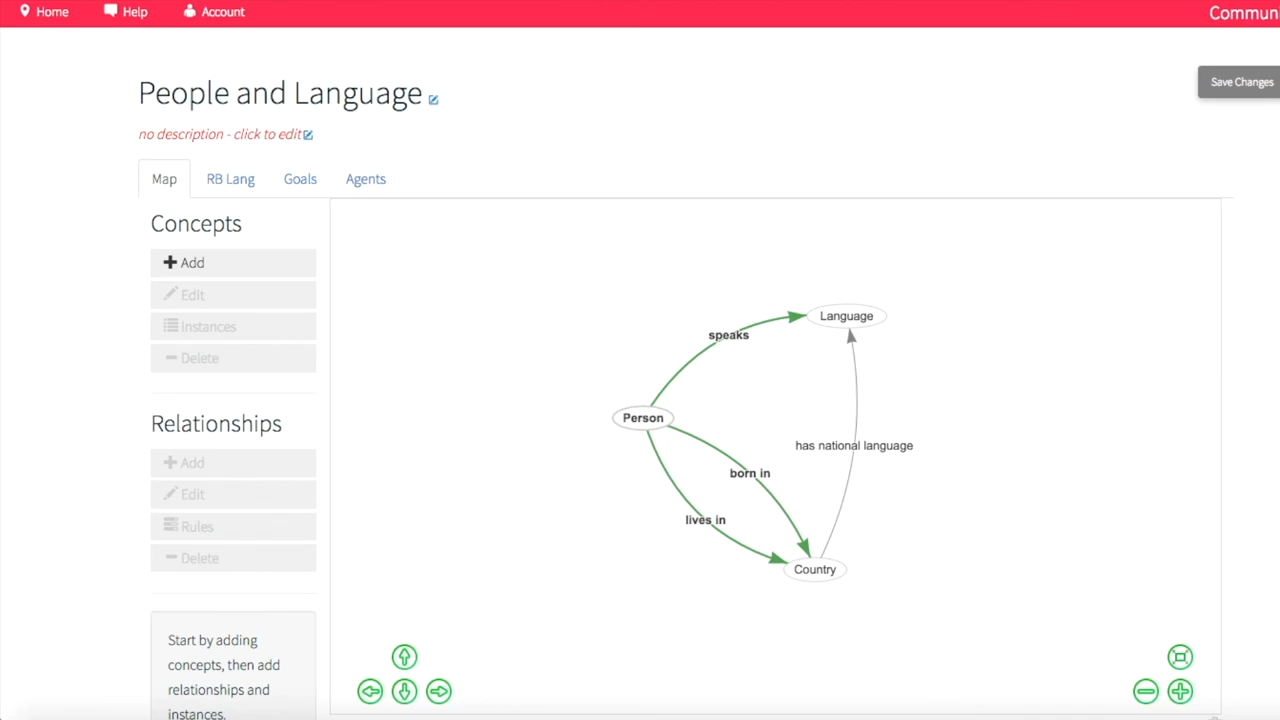 Home Help Account
People and Language
Save Changes
no description - click to edit
Map RB Lang Goals Agents
Concepts
Add
Edit
Instances
Delete
Relationships
Add
Edit
Rules
Delete
Start by adding
concepts, then add
relationships and
instances.
Language
speaks
Person
has national language
born in
lives in
Country